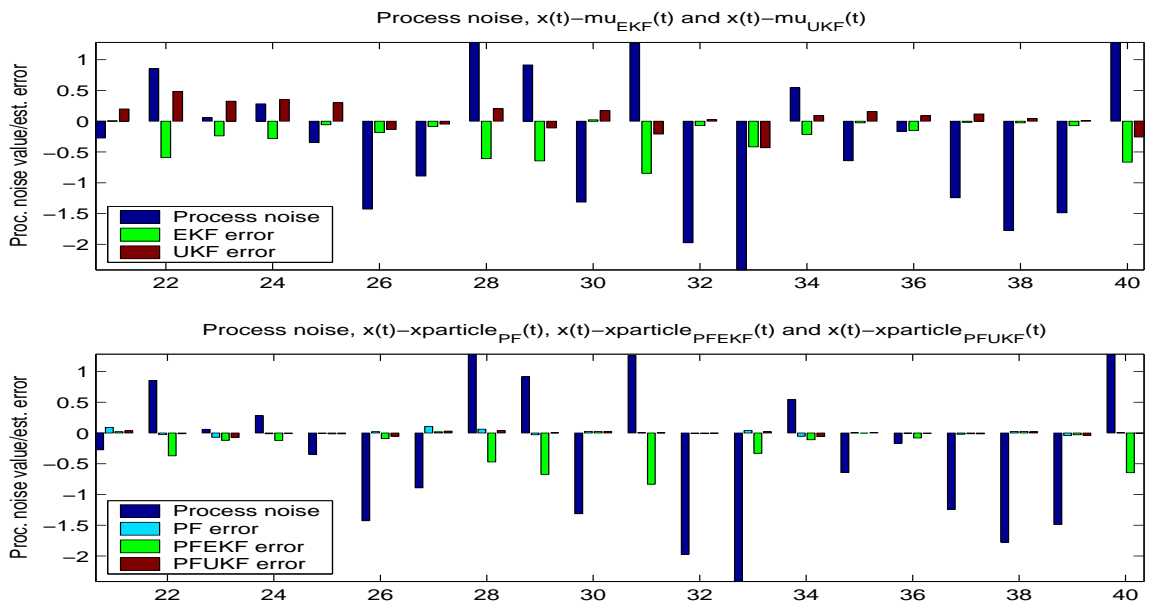 Process noise, x(t)−mu_EKF(t) and x(t)−mu_UKF(t)
Proc. noise value/est. error
1
0.5
0
−0.5
−1
−1.5
−2
Process noise
EKF error
UKF error
22 24 26 28 30 32 34 36 38 40
Process noise, x(t)−xparticle_PF(t), x(t)−xparticle_PFEKF(t) and x(t)−xparticle_PFUKF(t)
Proc. noise value/est. error
1
0.5
0
−0.5
−1
−1.5
−2
Process noise
PF error
PFEKF error
PFUKF error
22 24 26 28 30 32 34 36 38 40